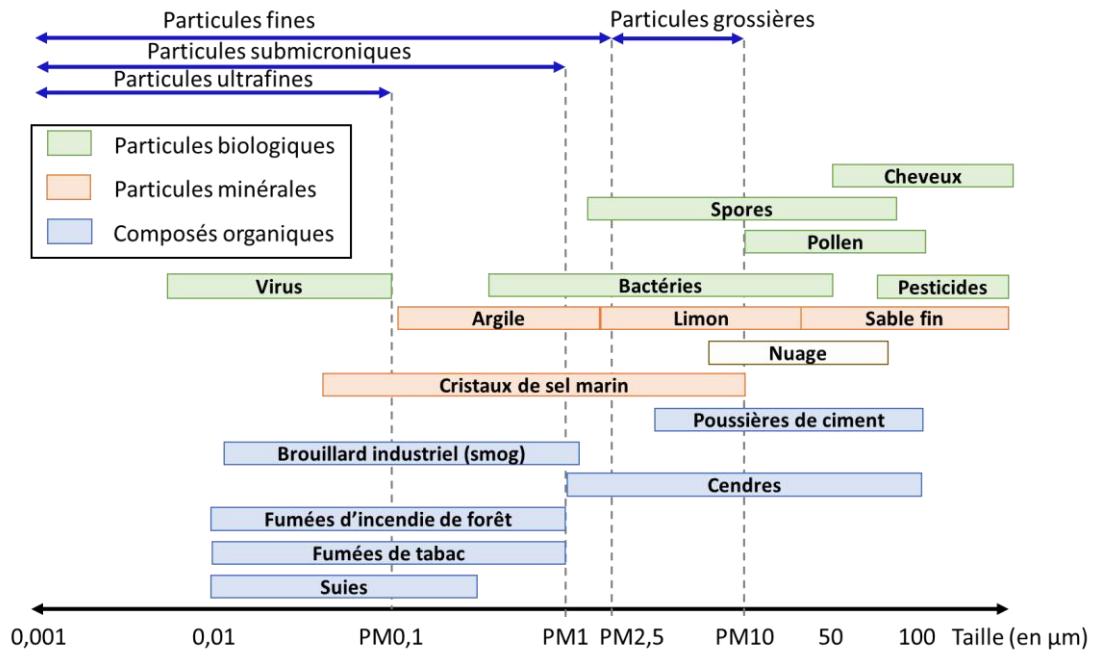 Particules fines
Particules grossières
Particules submicroniques
Particules ultrafines
Particules biologiques
Particules minérales
Composés organiques
Cheveux
Spores
Pollen
Virus
Bactéries
Pesticides
Argile
Limon
Sable fin
Nuage
Cristaux de sel marin
Poussières de ciment
Brouillard industriel (smog)
Cendres
Fumées d'incendie de forêt
Fumées de tabac
Suies
0,001 0,01 PM0,1 PM1 PM2,5 PM10 50 100 Taille (en µm)